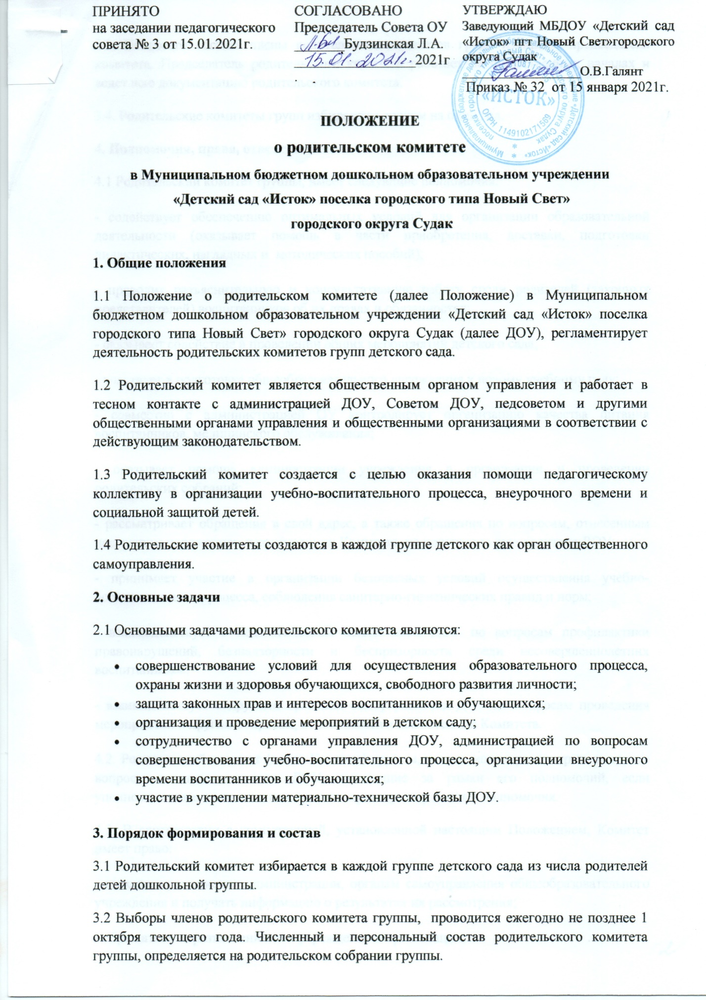 ПРИНЯТО
на заседании педагогического
совета № 3 от 15.01.2021г.
СОГЛАСОВАНО
Председатель Совета ОУ
Будзинская Л.А.
15.01.2021г. 2021г
УТВЕРЖДАЮ
Заведующий МБДОУ «Детский сад
«Исток» пгт Новый Свет»городского
округа Судак
О.В.Галянт
Приказ № 32 от 15 января 2021г.
«ИСТОК»
ОГРН 1149102171569
ПОЛОЖЕНИЕ
о родительском комитете
в Муниципальном бюджетном дошкольном образовательном учреждении
«Детский сад «Исток» поселка городского типа Новый Свет»
городского округа Судак
1. Общие положения
1.1 Положение о родительском комитете (далее Положение) в Муниципальном
бюджетном дошкольном образовательном учреждении «Детский сад «Исток» поселка
городского типа Новый Свет» городского округа Судак (далее ДОУ), регламентирует
деятельность родительских комитетов групп детского сада.
1.2 Родительский комитет является общественным органом управления и работает в
тесном контакте с администрацией ДОУ, Советом ДОУ, педсоветом и другими
общественными органами управления и общественными организациями в соответствии с
действующим законодательством.
1.3 Родительский комитет создается с целью оказания помощи педагогическому
коллективу в организации учебно-воспитательного процесса, внеурочного времени и
социальной защитой детей.
1.4 Родительские комитеты создаются в каждой группе детского как орган общественного
самоуправления.
2. Основные задачи
2.1 Основными задачами родительского комитета являются:
• совершенствование условий для осуществления образовательного процесса,
охраны жизни и здоровья обучающихся, свободного развития личности;
• защита законных прав и интересов воспитанников и обучающихся;
• организация и проведение мероприятий в детском саду;
• сотрудничество с органами управления ДОУ, администрацией по вопросам
совершенствования учебно-воспитательного процесса, организации внеурочного
времени воспитанников и обучающихся;
• участие в укреплении материально-технической базы ДОУ.
3. Порядок формирования и состав
3.1 Родительский комитет избирается в каждой группе детского сада из числа родителей
детей дошкольной группы.
3.2 Выборы членов родительского комитета группы, проводится ежегодно не позднее 1
октября текущего года. Численный и персональный состав родительского комитета
группы, определяется на родительском собрании группы.